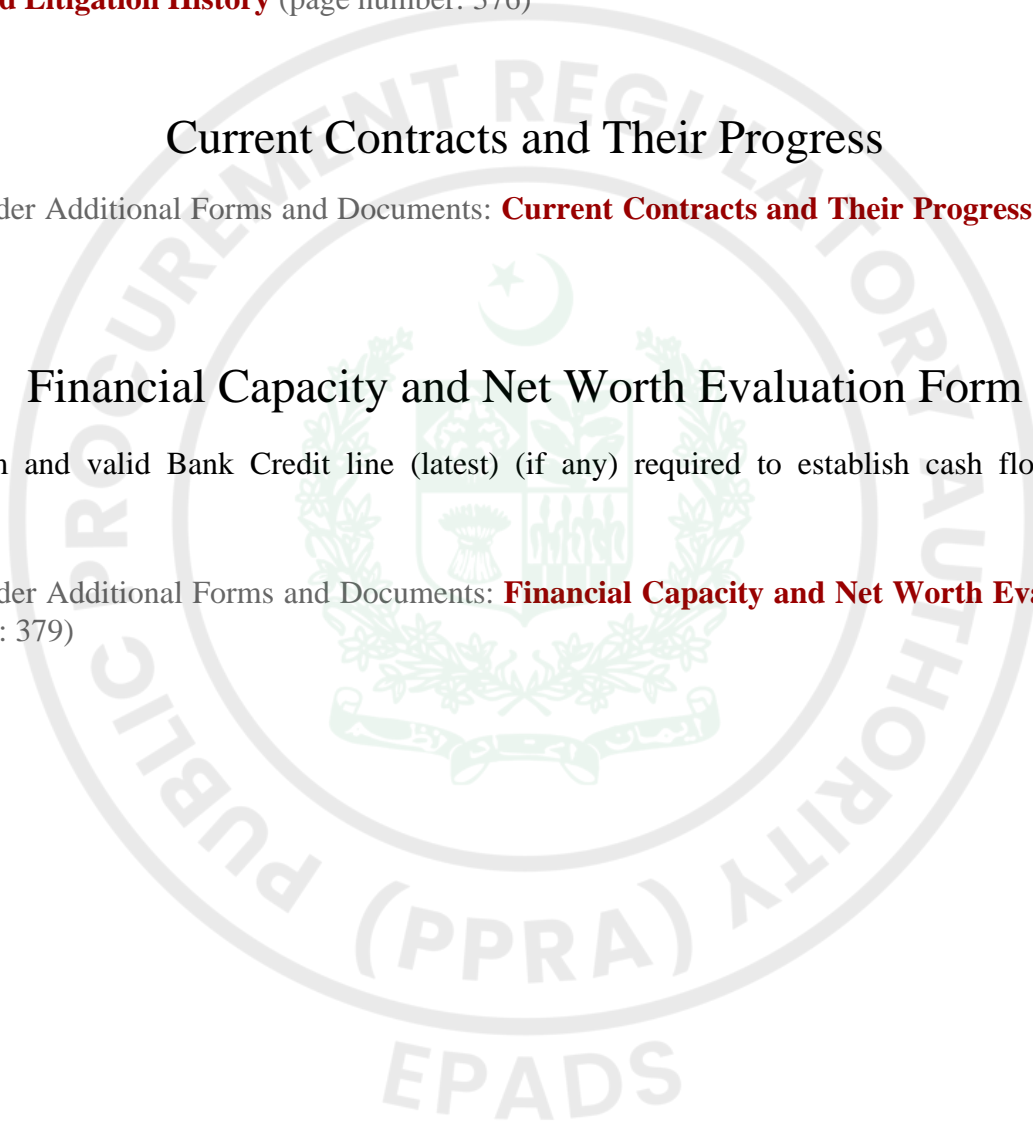 d Litigation History (page number: 376)
Current Contracts and Their Progress
der Additional Forms and Documents: Current Contracts and Their Progress
Financial Capacity and Net Worth Evaluation Form
n and valid Bank Credit line (latest) (if any) required to establish cash flo
der Additional Forms and Documents: Financial Capacity and Net Worth Eva
: 379)
PUBLIC PROCUREMENT REGULATORY AUTHORITY
(PPRA)
EPADS